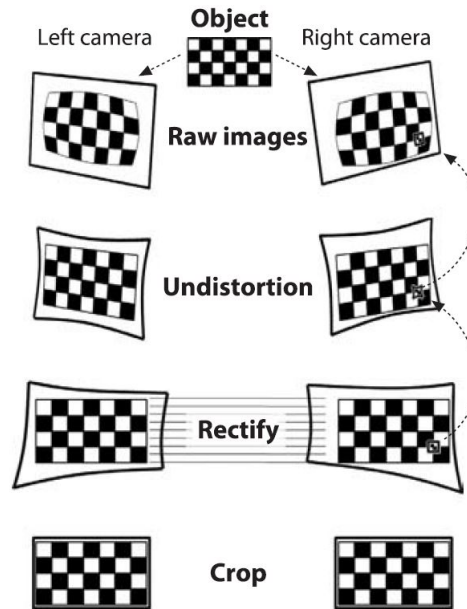 Object
Left camera
Right camera
Raw images
Undistortion
Rectify
Crop